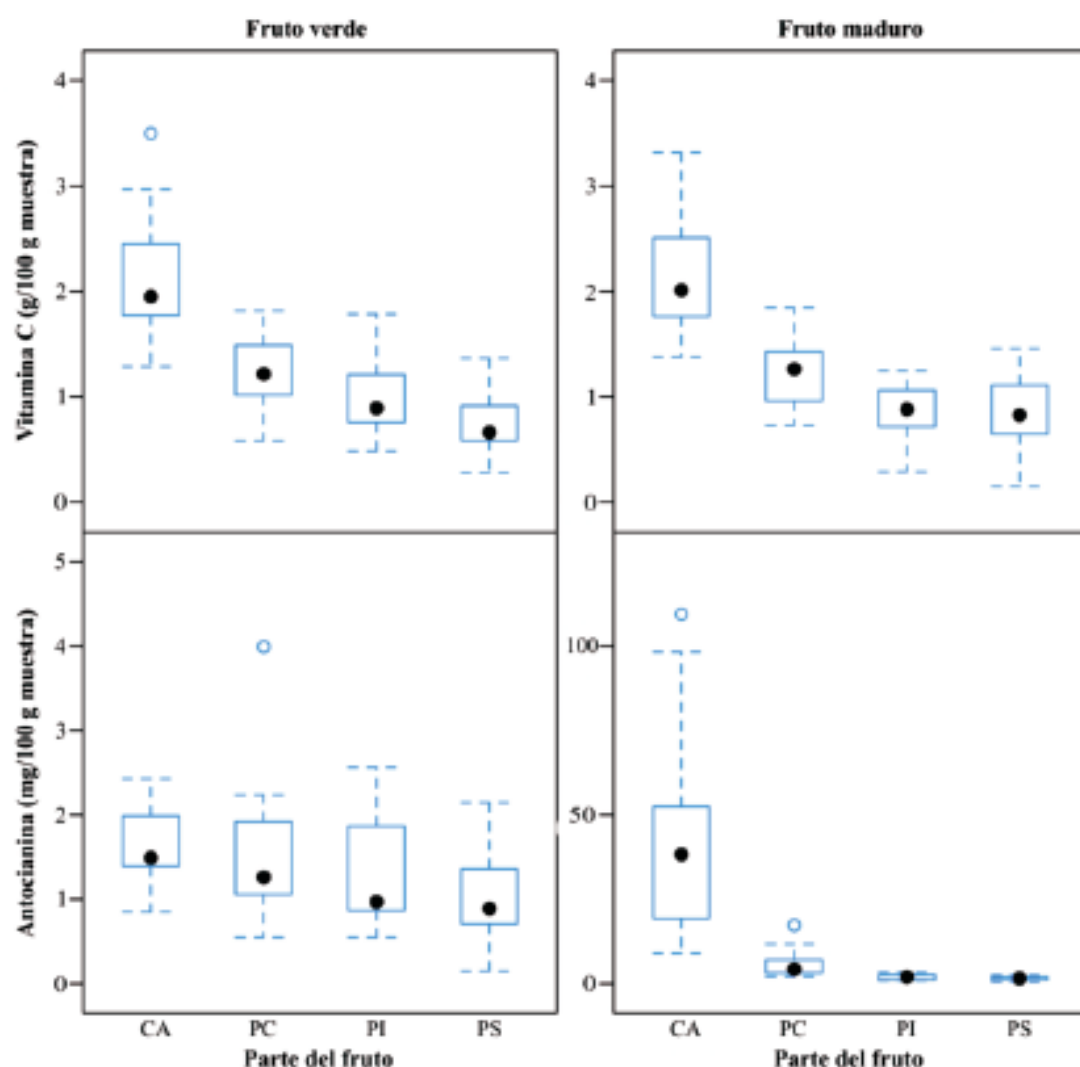 Fruto verde
Fruto maduro
Vitamina C (g/100 g muestra)
4
3
2
1
0
4
3
2
1
0
Antocianina (mg/100 g muestra)
5
4
3
2
1
0
100
50
0
CA PC PI PS
CA PC PI PS
Parte del fruto
Parte del fruto